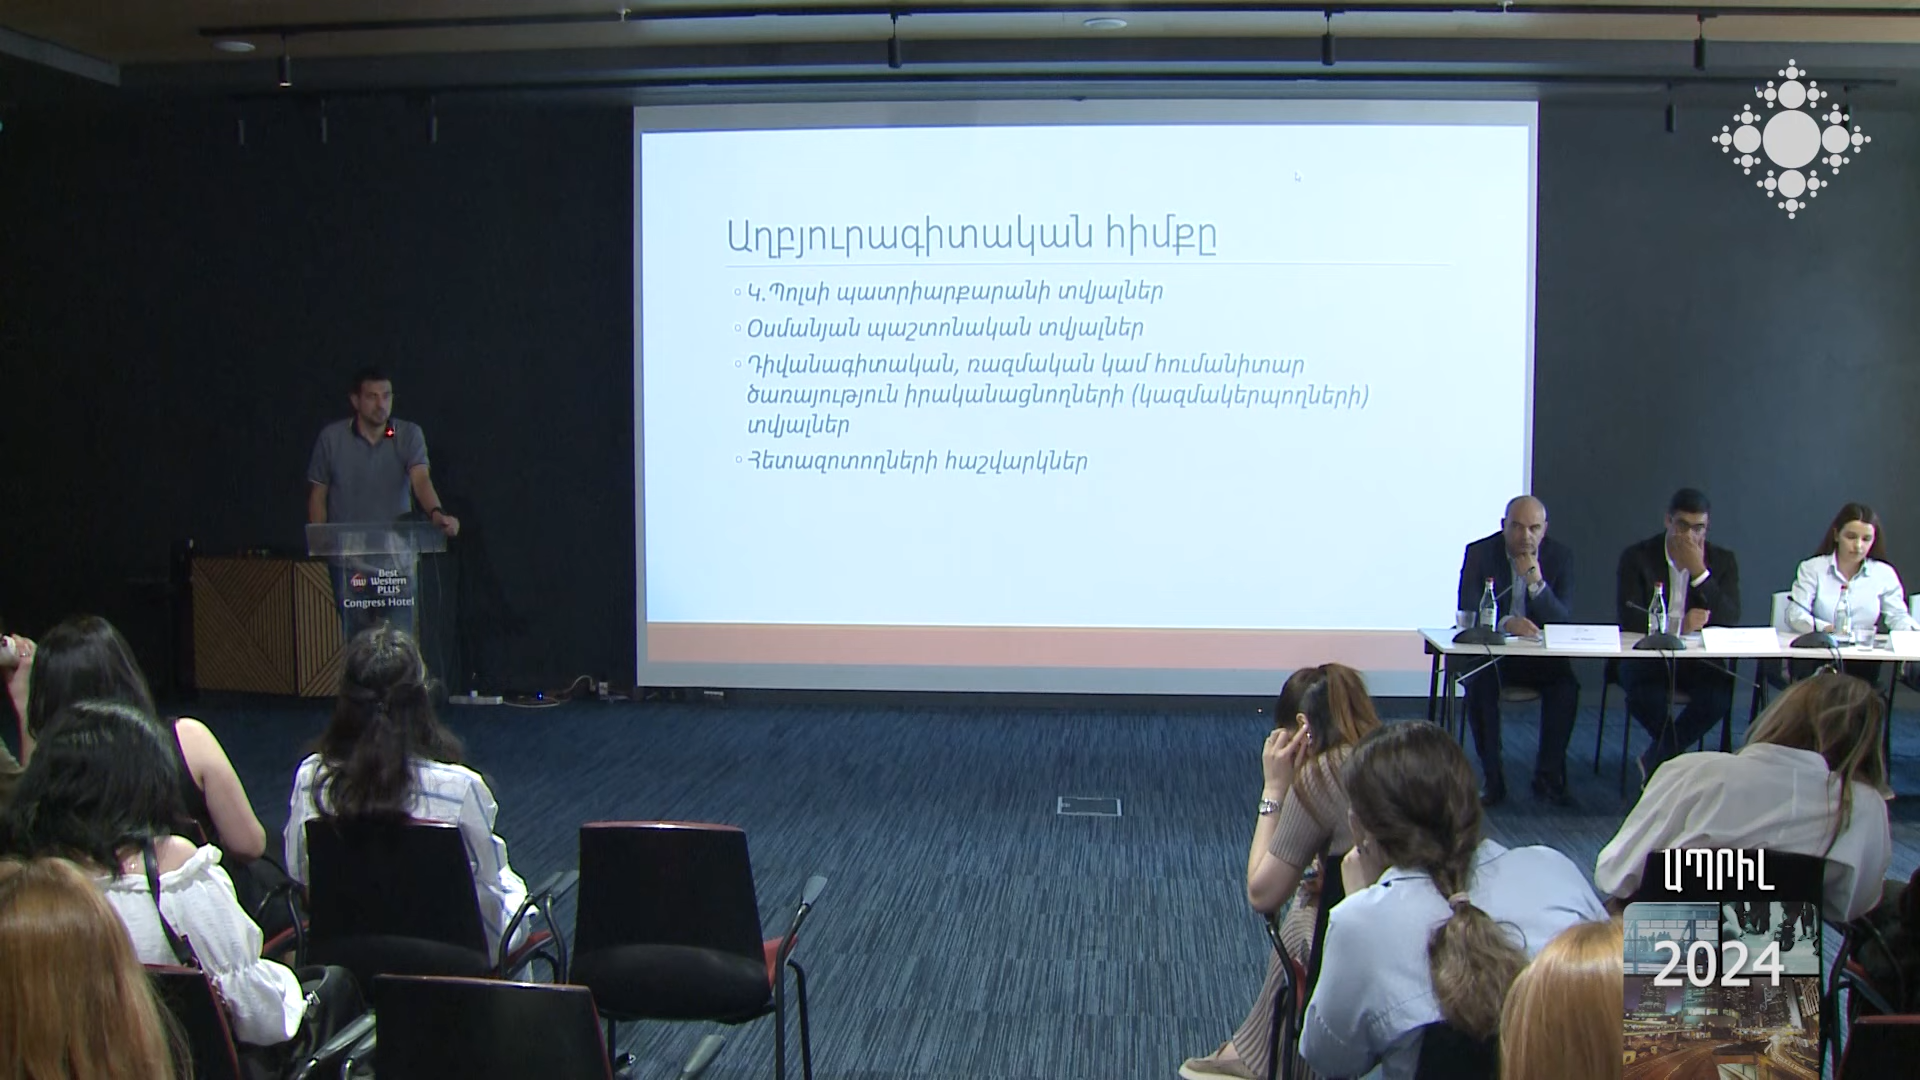 Աղբյուրագիտական հիմքը
Կ.Պոլսի պատրիարքարանի տվյալներ
Օսմանյան պաշտոնական տվյալներ
Դիվանագիտական, ռազմական կամ հումանիտար
ծառայություն իրականացնողների (կազմակերպողների)
տվյալներ
Հետազոտողների հաշվարկներ
BW
Best
Western
PLUS
Congress Hotel
ԱՊՐԻԼ
2024